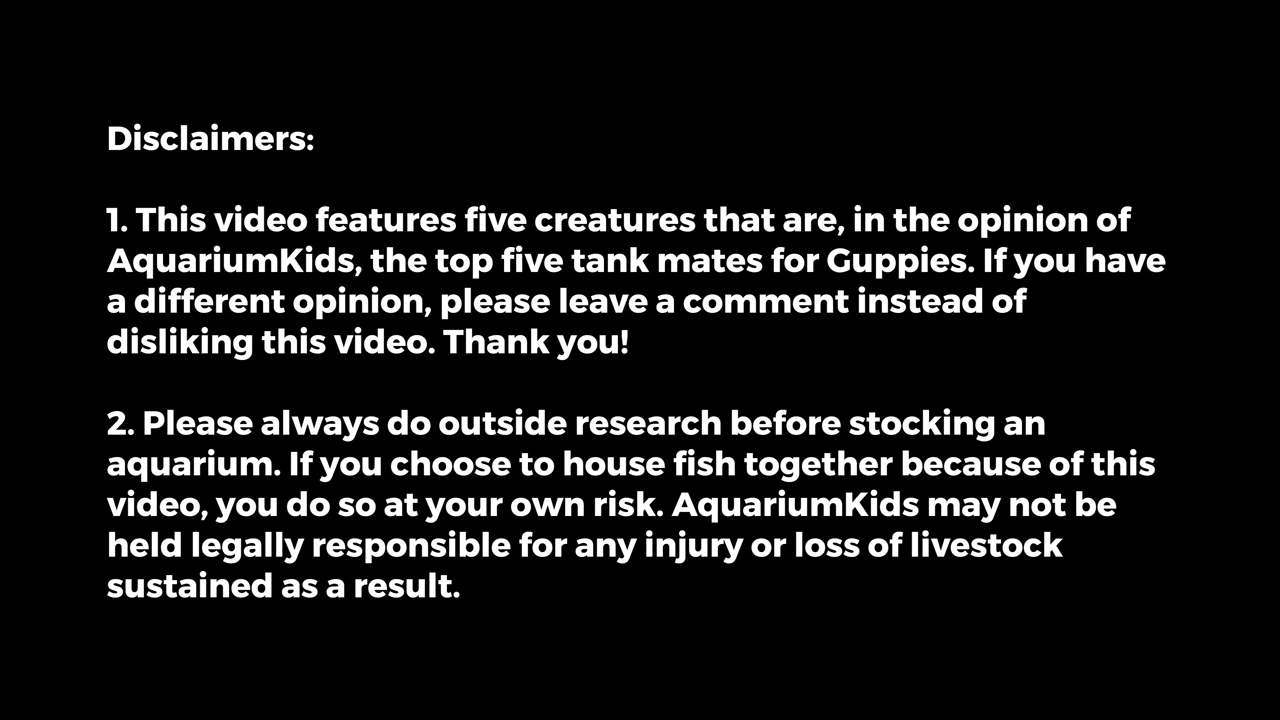 Disclaimers:
1. This video features five creatures that are, in the opinion of
AquariumKids, the top five tank mates for Guppies. If you have
a different opinion, please leave a comment instead of
disliking this video. Thank you!
2. Please always do outside research before stocking an
aquarium. If you choose to house fish together because of this
video, you do so at your own risk. AquariumKids may not be
held legally responsible for any injury or loss of livestock
sustained as a result.